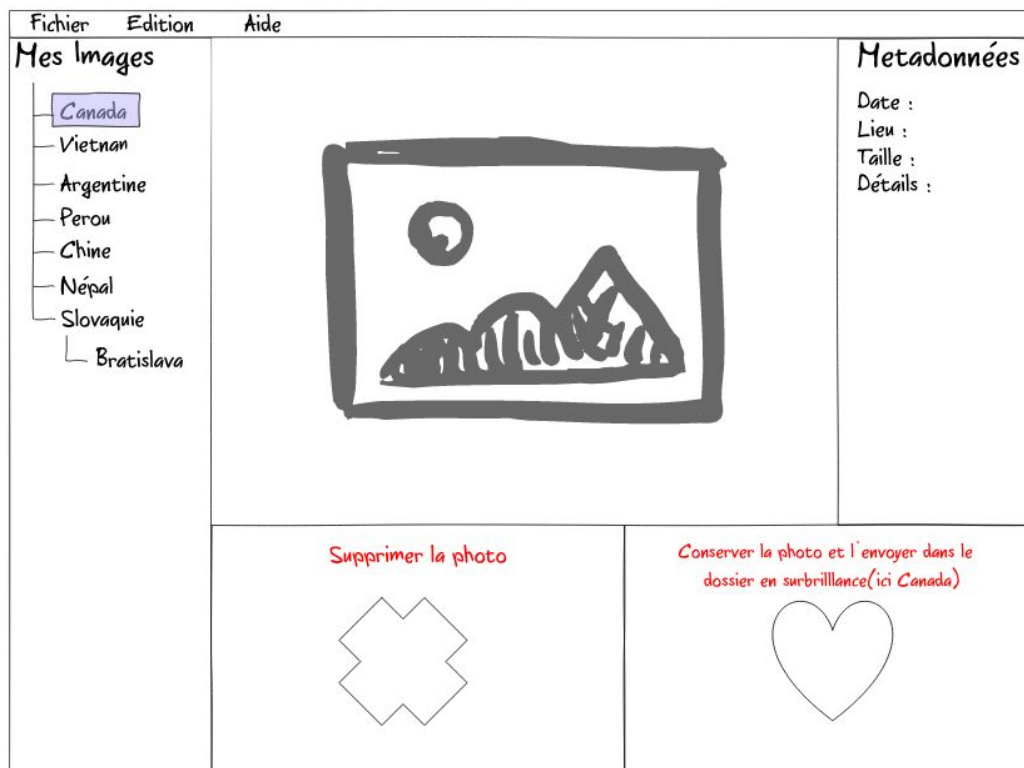 Fichier Edition Aide
Mes Images
Canada
Vietnan
Argentine
Perou
Chine
Népal
Slovaquie
Bratislava
Metadonnées
Date :
Lieu :
Taille :
Détails :
Supprimer la photo
Conserver la photo et l'envoyer dans le
dossier en surbrilllance(ici Canada)